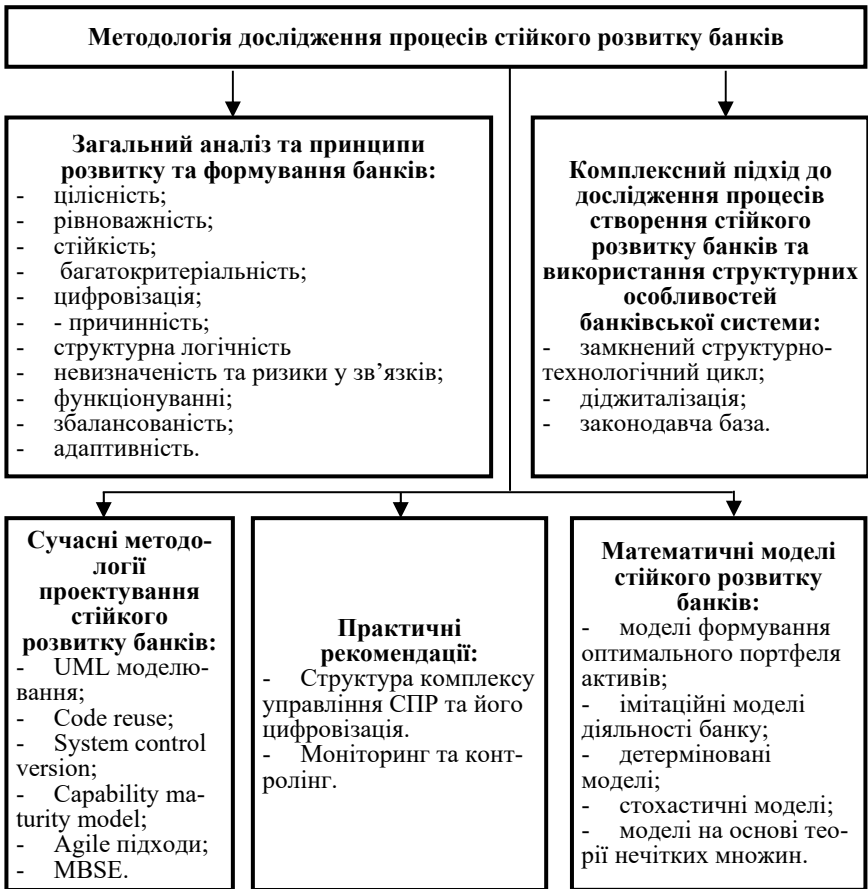 Методологія дослідження процесів стійкого розвитку банків
Загальний аналіз та принципи
розвитку та формування банків:
- цілісність;
- рівноважність;
- стійкість;
- багатокритеріальність;
- цифровізація;
- - причинність;
- структурна логічність
- невизначеність та ризики у зв’язків;
- функціонуванні;
- збалансованість;
- адаптивність.
Комплексний підхід до
дослідження процесів
створення стійкого
розвитку банків та
використання структурних
особливостей
банківської системи:
- замкнений структурно-
технологічний цикл;
- діджиталізація;
- законодавча база.
Сучасні методо-
логії
проектування
стійкого
розвитку банків:
- UML моделю-
вання;
- Code reuse;
- System control
version;
- Capability ma-
turity model;
- Agile підходи;
- MBSE.
Практичні
рекомендації:
- Структура комплексу
управління СПР та його
цифровізація.
- Моніторинг та конт-
ролінг.
Математичні моделі
стійкого розвитку
банків:
- моделі формування
оптимального портфеля
активів;
- імітаційні моделі
діяльності банку;
- детерміновані
моделі;
- стохастичні моделі;
- моделі на основі тео-
рії нечітких множин.